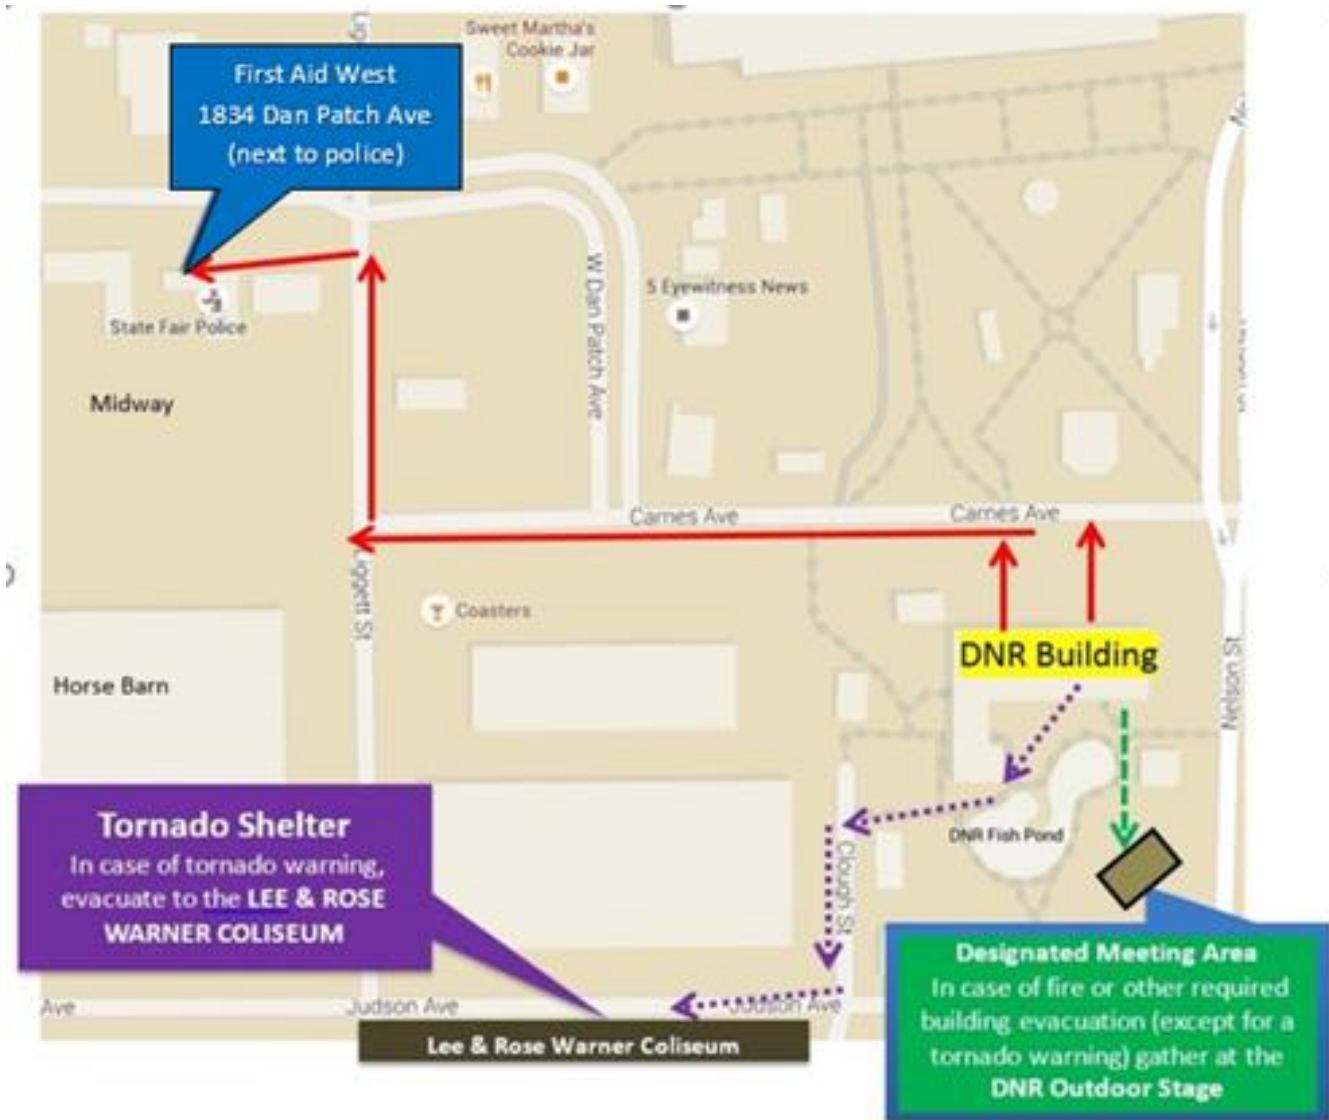 Sweet Martha's
Cookie Jar
First Aid West
1834 Dan Patch Ave
(next to police)
W Dan Patch Ave
5 Eyewitness News
State Fair Police
Midway
Carnes Ave
Carnes Ave
Liggett St
Coasters
DNR Building
Horse Barn
Nelson St
Tornado Shelter
In case of tornado warning,
evacuate to the LEE & ROSE
WARNER COLISEUM
DNR Fish Pond
Clough St
Designated Meeting Area
In case of fire or other required
building evacuation (except for a
tornado warning) gather at the
DNR Outdoor Stage
Ave
Judson Ave
Judson Ave
Lee & Rose Warner Coliseum